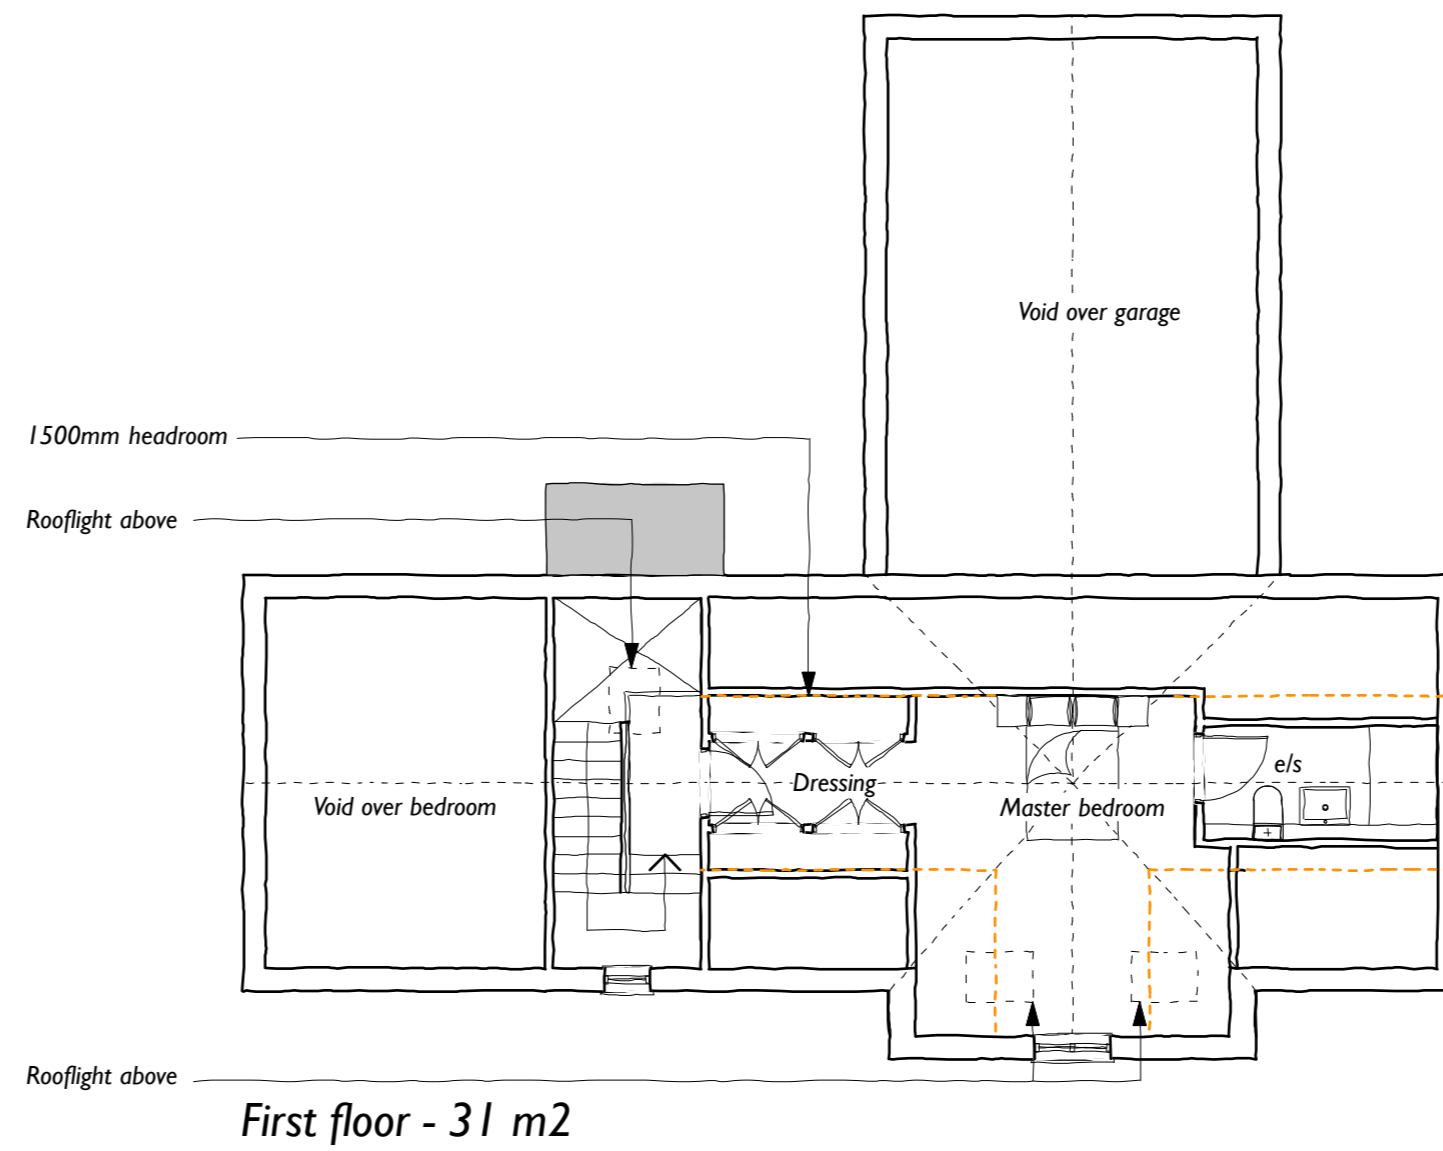 Void over garage
1500mm headroom
Rooflight above
e/s
Dressing
Void over bedroom
Master bedroom
Rooflight above
First floor - 31 m2